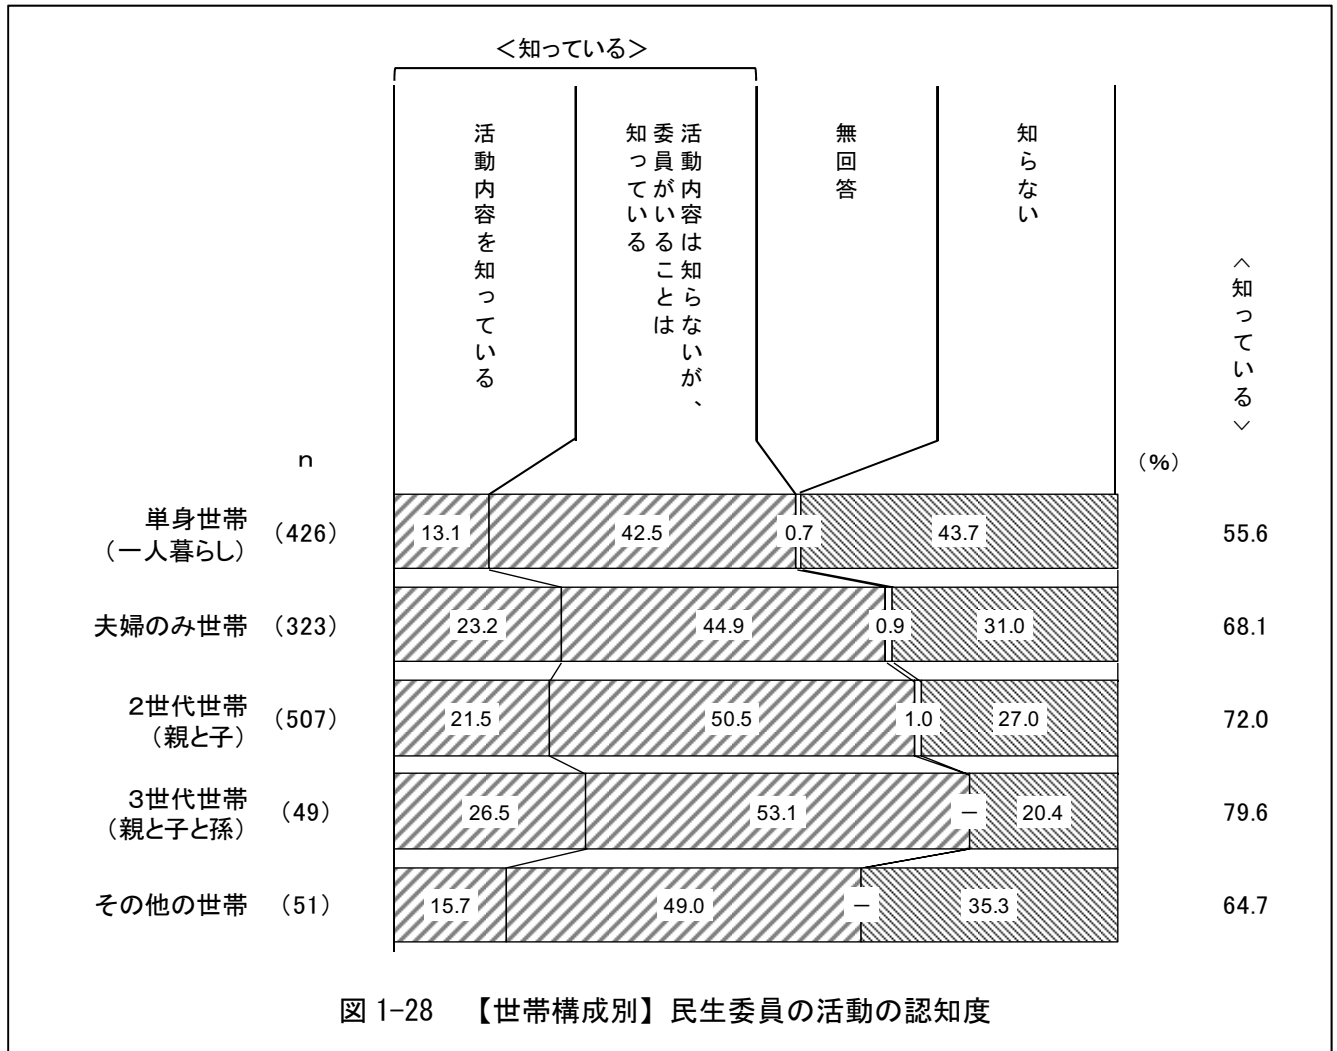 ＜知っている＞
活動内容を知っている
活動内容は知らないが、
委員がいることは
知っている
無回答
知らない
＜知っている＞
n
(%)
単身世帯
（一人暮らし）
(426)
13.1
42.5
0.7
43.7
55.6
夫婦のみ世帯
(323)
23.2
44.9
0.9
31.0
68.1
２世代世帯
（親と子）
(507)
21.5
50.5
1.0
27.0
72.0
３世代世帯
（親と子と孫）
(49)
26.5
53.1
－
20.4
79.6
その他の世帯
(51)
15.7
49.0
－
35.3
64.7
図 1-28　【世帯構成別】民生委員の活動の認知度